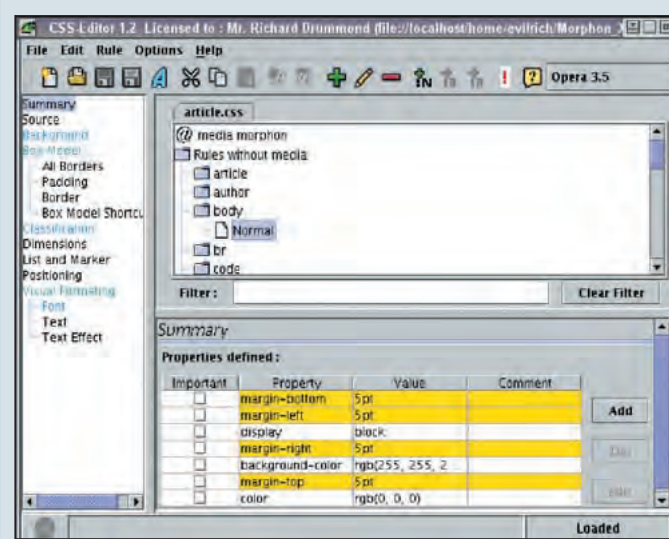 CSS-Editor 1.2 Licensed to : Mr. Richard Drummond (file://localhost/home-evilrich/Morphon_X
File Edit Rule Options Help
Opera 3.5
Summary
Source
Background
Box Model
All Borders
Padding
Border
Box Model Shortcu
Classification
Dimensions
List and Marker
Positioning
Visual Formating
Font
Text
Text Effect
article.css
@ media morphon
Rules without media
article
author
body
Normal
br
code
Filter :
Clear Filter
Summary
Properties defined :
Important Property Value Comment
margin-bottom 5pt
margin-left 5pt
display block
margin-right 5pt
background-color rgb(255, 255, 2...
margin-top 5pt
color rgb(0, 0, 0)
Add
Del
Edit
Loaded